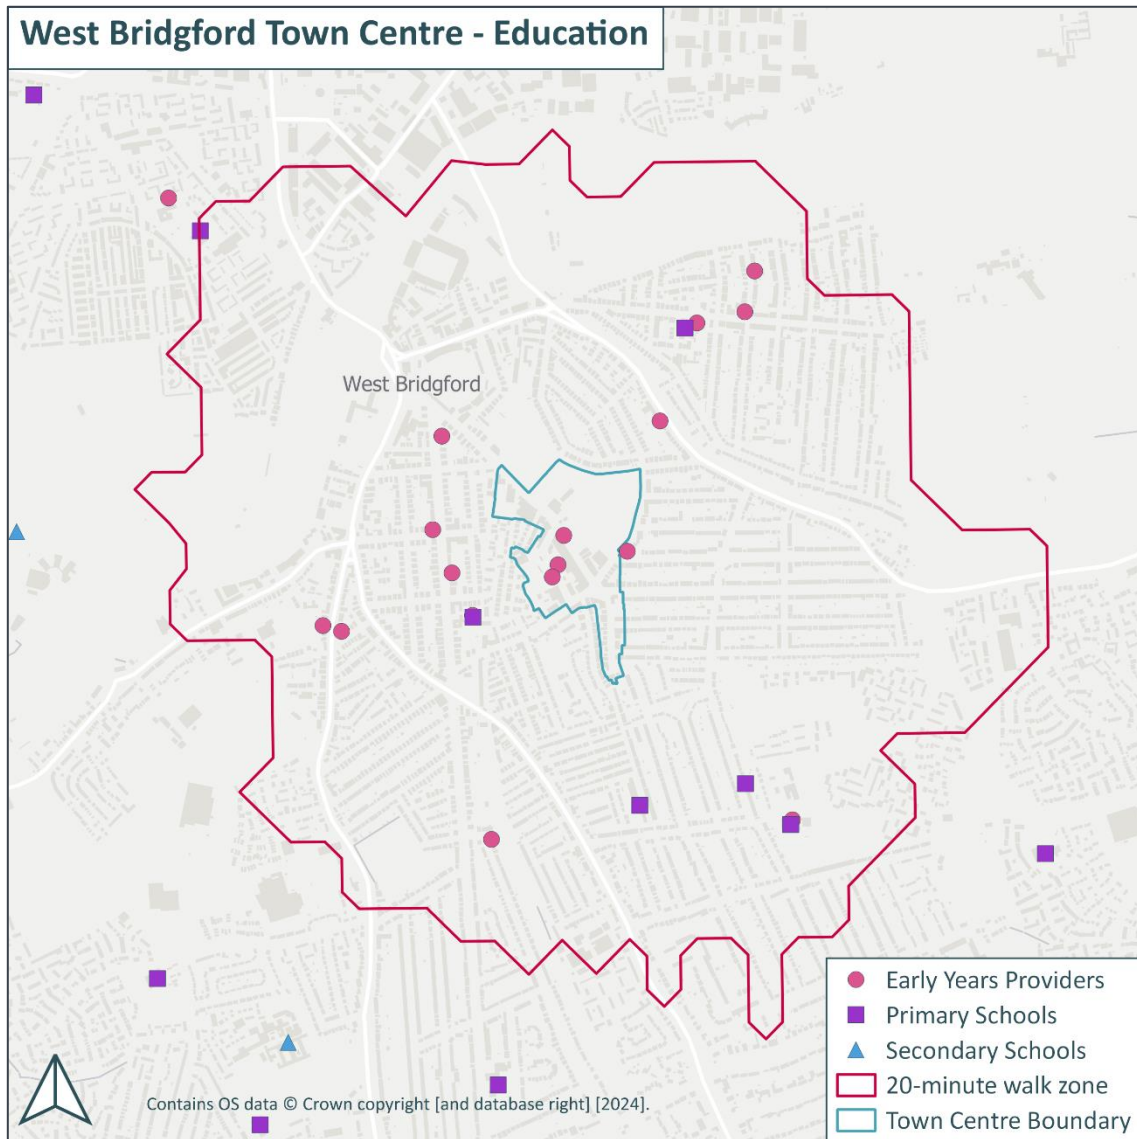 West Bridgford Town Centre - Education
West Bridgford
Early Years Providers
Primary Schools
Secondary Schools
20-minute walk zone
Town Centre Boundary
Contains OS data © Crown copyright [and database right] [2024].